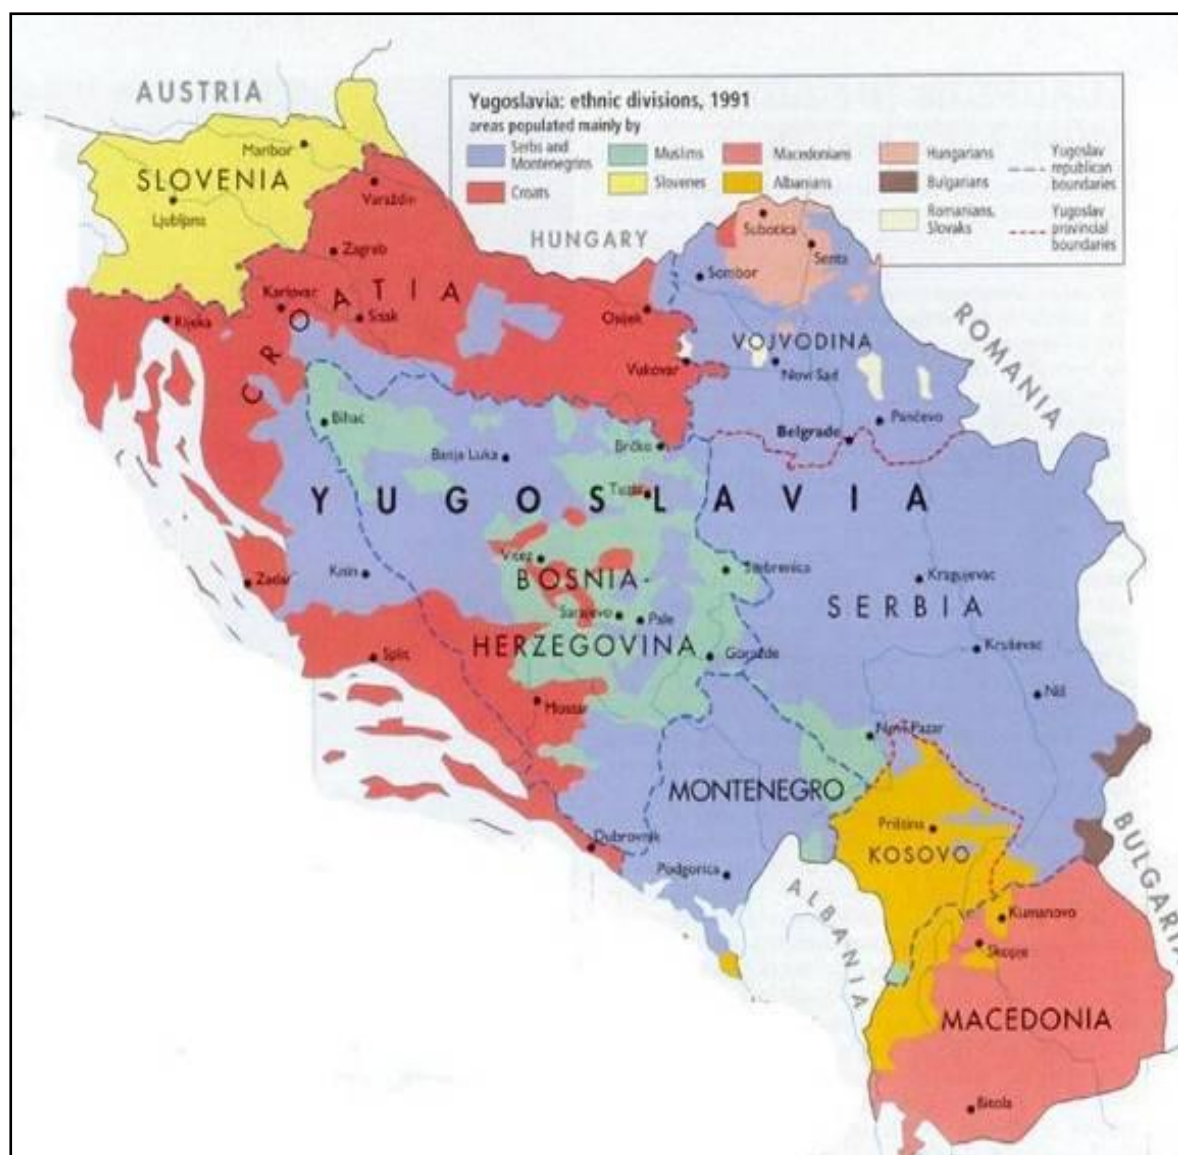 AUSTRIA
Yugoslavia: ethnic divisions, 1991
areas populated mainly by
Serbs and
Montenegrins
Croats
Muslims
Slovenes
Macedonians
Albanians
Hungarians
Bulgarians
Romanians,
Slovaks
Yugoslav
republican
boundaries
Yugoslav
provincial
boundaries
Maribor
SLOVENIA
Ljubljana
Varaždin
HUNGARY
Zagreb
CROATIA
Karlovac
Rijeka
Sisak
Osijek
Vukovar
Subotica
Senta
Sombor
VOJVODINA
Novi Sad
Pančevo
Belgrade
ROMANIA
Bihac
Banja Luka
Brčko
Tuzla
YUGOSLAVIA
Vitez
BOSNIA-
HERZEGOVINA
Sarajevo
Pale
Srebrenica
Goražde
Zadar
Knin
Split
Mostar
Kragujevac
SERBIA
Kruševac
Niš
Novi Pazar
MONTENEGRO
Dubrovnik
Podgorica
Priština
KOSOVO
ALBANIA
BULGARIA
Kumanovo
Skopje
MACEDONIA
Bitola